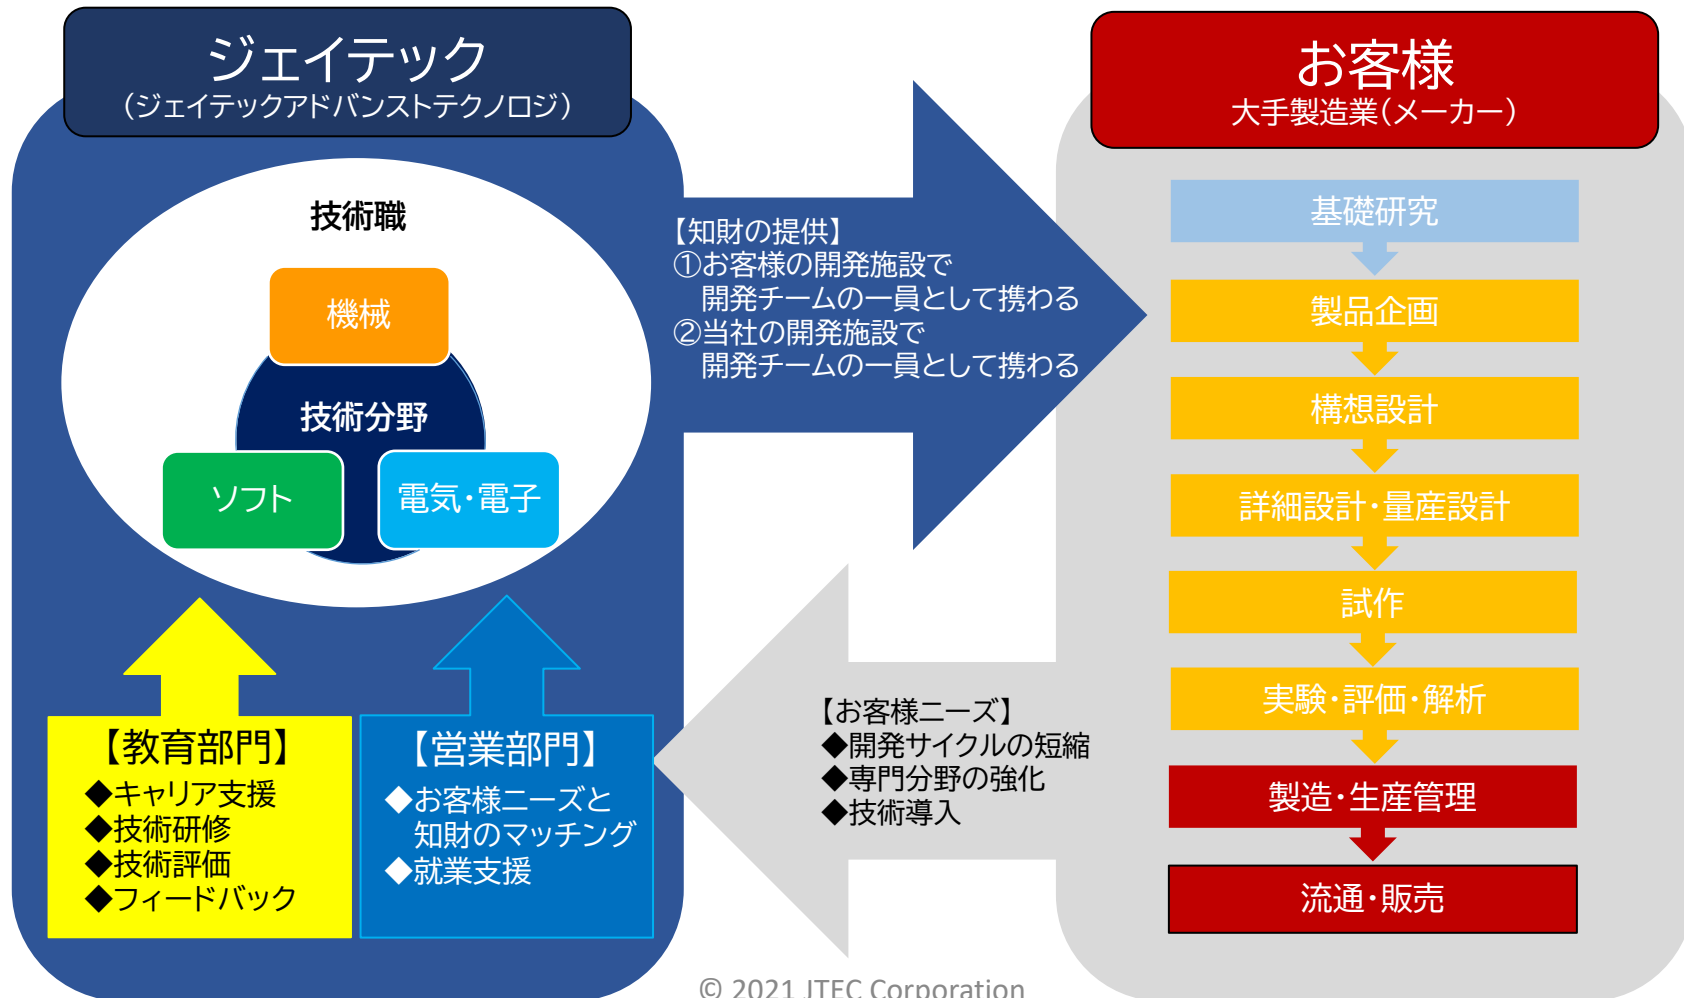 ジェイテック
（ジェイテックアドバンストテクノロジ）
技術職
機械
技術分野
ソフト
電気・電子
【教育部門】
◆キャリア支援
◆技術研修
◆技術評価
◆フィードバック
【営業部門】
◆お客様ニーズと
知財のマッチング
◆就業支援
【知財の提供】
①お客様の開発施設で
開発チームの一員として携わる
②当社の開発施設で
開発チームの一員として携わる
【お客様ニーズ】
◆開発サイクルの短縮
◆専門分野の強化
◆技術導入
お客様
大手製造業（メーカー）
基礎研究
製品企画
構想設計
詳細設計・量産設計
試作
実験・評価・解析
製造・生産管理
流通・販売
© 2021 JTEC Corporation